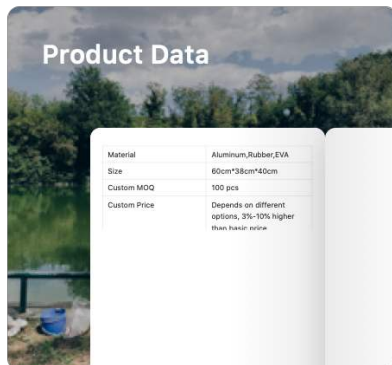 Product Data
Material Aluminum,Rubber,EVA
Size 60cm*38cm*40cm
Custom MOQ 100 pcs
Custom Price Depends on different
options, 3%-10% higher
than basic price